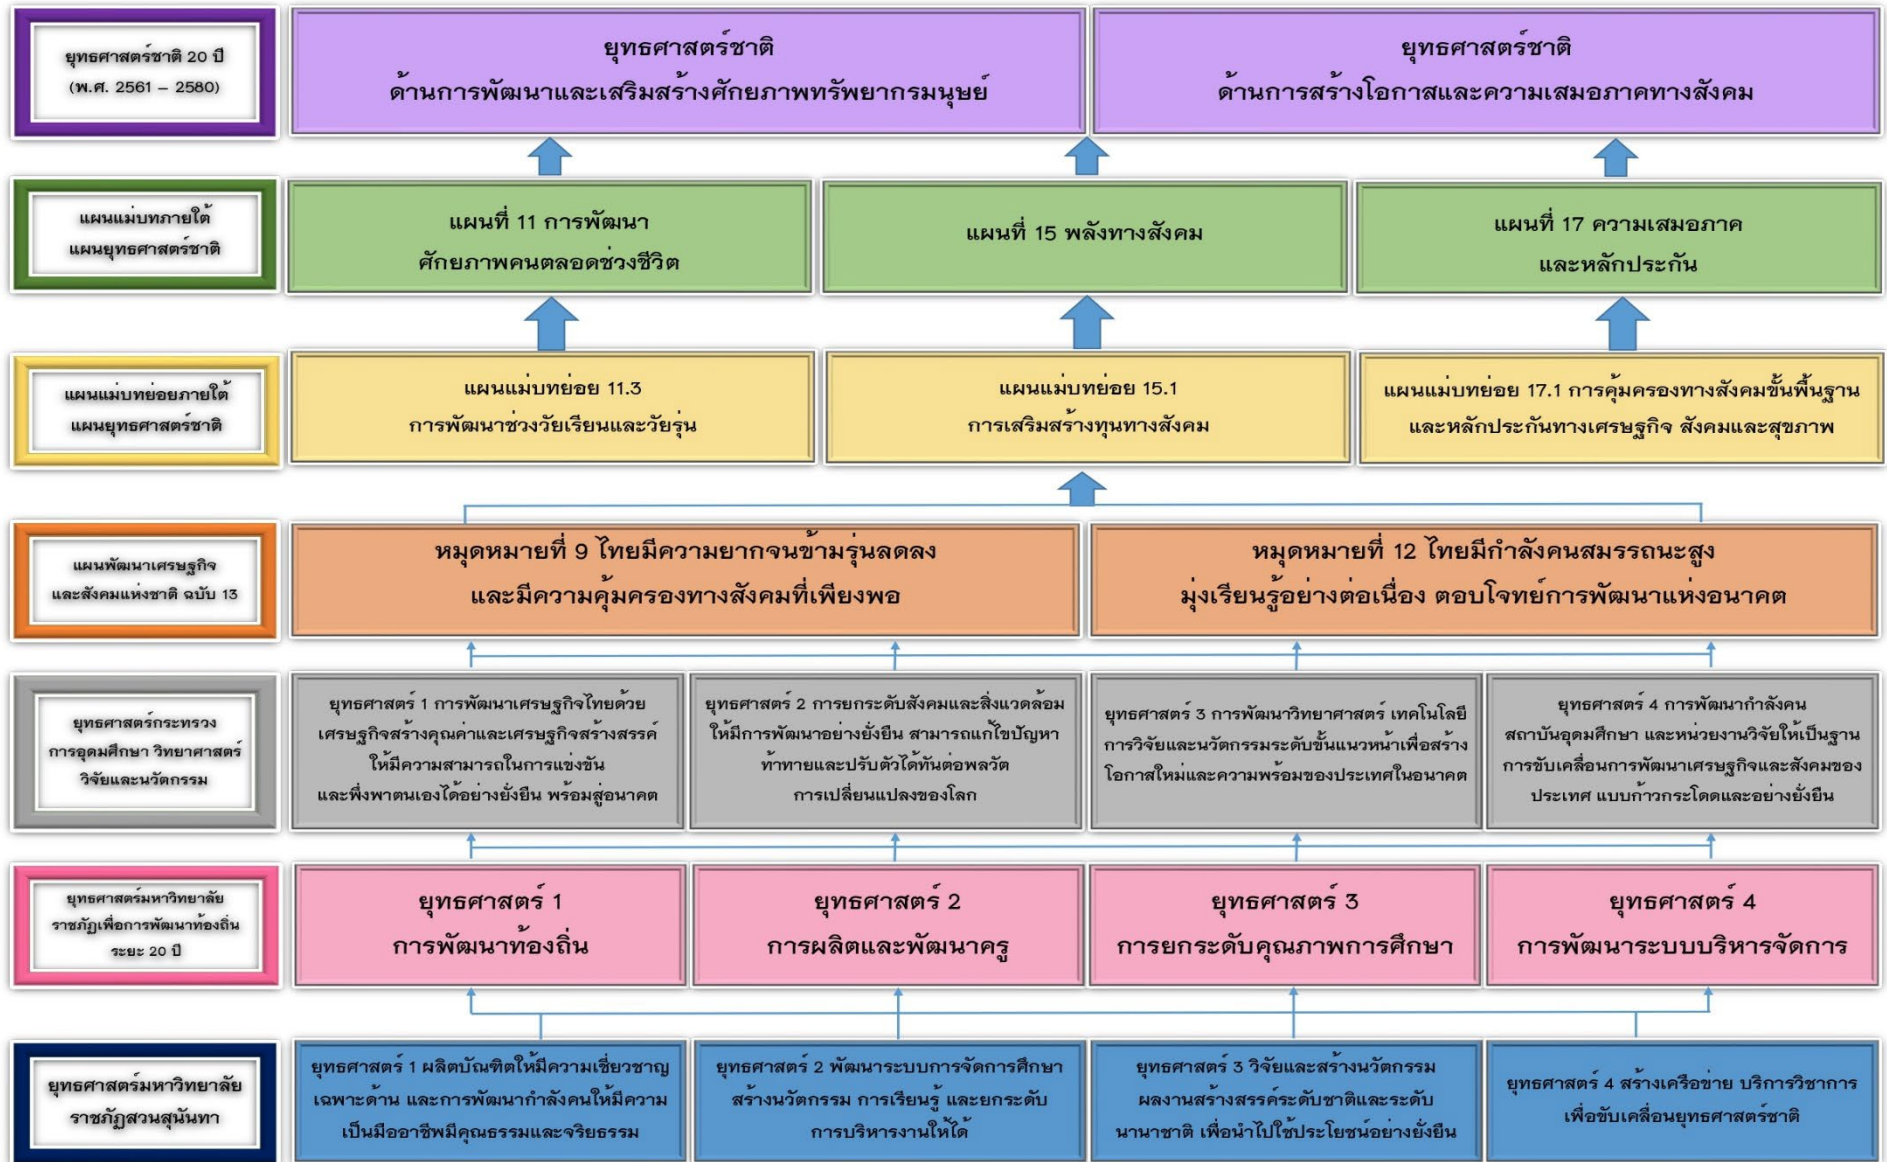 ยุทธศาสตร์ชาติ 20 ปี
(พ.ศ. 2561 – 2580)
ยุทธศาสตร์ชาติ
ด้านการพัฒนาและเสริมสร้างศักยภาพทรัพยากรมนุษย์
ยุทธศาสตร์ชาติ
ด้านการสร้างโอกาสและความเสมอภาคทางสังคม
แผนแม่บทภายใต้
แผนยุทธศาสตร์ชาติ
แผนที่ 11 การพัฒนา
ศักยภาพคนตลอดช่วงชีวิต
แผนที่ 15 พลังทางสังคม
แผนที่ 17 ความเสมอภาค
และหลักประกัน
แผนแม่บทย่อยภายใต้
แผนยุทธศาสตร์ชาติ
แผนแม่บทย่อย 11.3
การพัฒนาช่วงวัยเรียนและวัยรุ่น
แผนแม่บทย่อย 15.1
การเสริมสร้างทุนทางสังคม
แผนแม่บทย่อย 17.1 การคุ้มครองทางสังคมขั้นพื้นฐาน
และหลักประกันทางเศรษฐกิจ สังคมและสุขภาพ
แผนพัฒนาเศรษฐกิจ
และสังคมแห่งชาติ ฉบับ 13
หมุดหมายที่ 9 ไทยมีความยากจนข้ามรุ่นลดลง
และมีความคุ้มครองทางสังคมที่เพียงพอ
หมุดหมายที่ 12 ไทยมีกำลังคนสมรรถนะสูง
มุ่งเรียนรู้อย่างต่อเนื่อง ตอบโจทย์การพัฒนาแห่งอนาคต
ยุทธศาสตร์กระทรวง
การอุดมศึกษา วิทยาศาสตร์
วิจัยและนวัตกรรม
ยุทธศาสตร์ 1 การพัฒนาเศรษฐกิจไทยด้วย
เศรษฐกิจสร้างคุณค่าและเศรษฐกิจสร้างสรรค์
ให้มีความสามารถในการแข่งขัน
และพึ่งพาตนเองได้อย่างยั่งยืน พร้อมสู่อนาคต
ยุทธศาสตร์ 2 การยกระดับสังคมและสิ่งแวดล้อม
ให้มีการพัฒนาอย่างยั่งยืน สามารถแก้ไขปัญหา
ท้าทายและปรับตัวได้ทันต่อพลวัต
การเปลี่ยนแปลงของโลก
ยุทธศาสตร์ 3 การพัฒนาวิทยาศาสตร์ เทคโนโลยี
การวิจัยและนวัตกรรมระดับขั้นแนวหน้าเพื่อสร้าง
โอกาสใหม่และความพร้อมของประเทศในอนาคต
ยุทธศาสตร์ 4 การพัฒนากำลังคน
สถาบันอุดมศึกษา และหน่วยงานวิจัยให้เป็นฐาน
การขับเคลื่อนการพัฒนาเศรษฐกิจและสังคมของ
ประเทศ แบบก้าวกระโดดและอย่างยั่งยืน
ยุทธศาสตร์มหาวิทยาลัย
ราชภัฏเพื่อการพัฒนาท้องถิ่น
ระยะ 20 ปี
ยุทธศาสตร์ 1
การพัฒนาท้องถิ่น
ยุทธศาสตร์ 2
การผลิตและพัฒนาครู
ยุทธศาสตร์ 3
การยกระดับคุณภาพการศึกษา
ยุทธศาสตร์ 4
การพัฒนาระบบบริหารจัดการ
ยุทธศาสตร์มหาวิทยาลัย
ราชภัฏสวนสุนันทา
ยุทธศาสตร์ 1 ผลิตบัณฑิตให้มีความเชี่ยวชาญ
เฉพาะด้าน และการพัฒนากำลังคนให้มีความ
เป็นมืออาชีพมีคุณธรรมและจริยธรรม
ยุทธศาสตร์ 2 พัฒนาระบบการจัดการศึกษา
สร้างนวัตกรรม การเรียนรู้ และยกระดับ
การบริหารงานให้ได้
ยุทธศาสตร์ 3 วิจัยและสร้างนวัตกรรม
ผลงานสร้างสรรค์ระดับชาติและระดับ
นานาชาติ เพื่อนำไปใช้ประโยชน์อย่างยั่งยืน
ยุทธศาสตร์ 4 สร้างเครือข่าย บริการวิชาการ
เพื่อขับเคลื่อนยุทธศาสตร์ชาติ